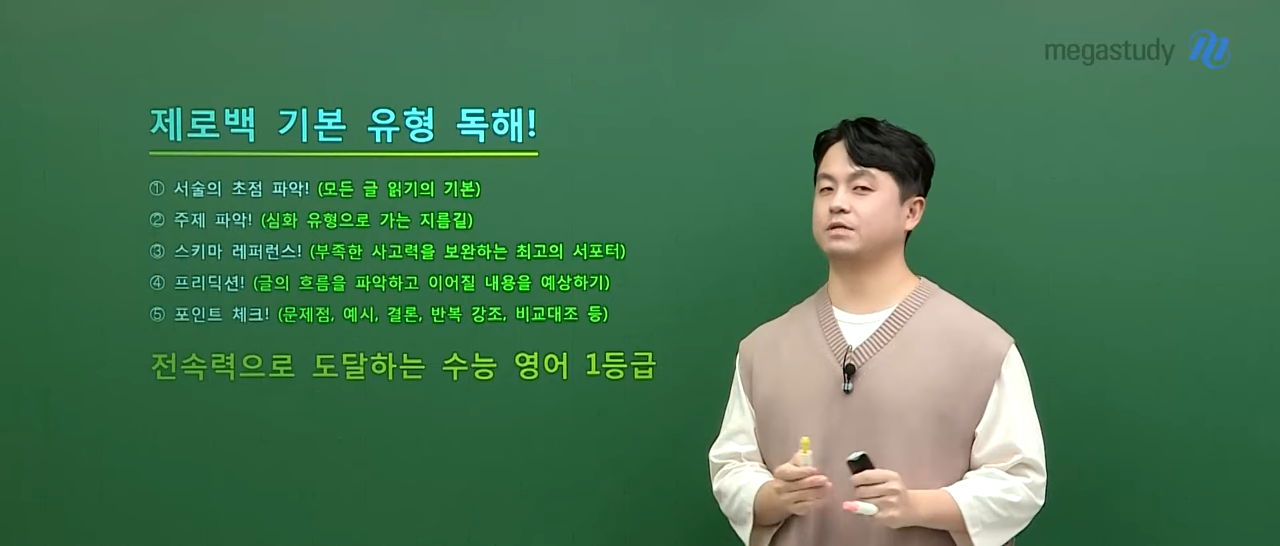 megastudy
제로백 기본 유형 독해!
① 서술의 초점 파악! (모든 글 읽기의 기본)
② 주제 파악! (심화 유형으로 가는 지름길)
③ 스키마 레퍼런스! (부족한 사고력을 보완하는 최고의 서포터)
④ 프리딕션! (글의 흐름을 파악하고 이어질 내용을 예상하기)
⑤ 포인트 체크! (문제점, 예시, 결론, 반복 강조, 비교대조 등)
전속력으로 도달하는 수능 영어 1등급